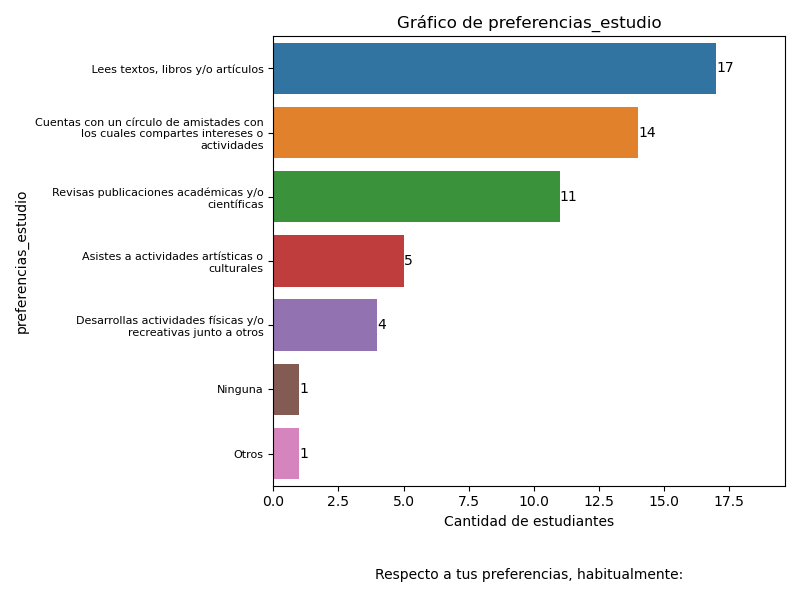 Gráfico de preferencias_estudio
preferencias_estudio
Lees textos, libros y/o artículos
17
Cuentas con un círculo de amistades con
los cuales compartes intereses o
actividades
14
Revisas publicaciones académicas y/o
científicas
11
Asistes a actividades artísticas o
culturales
5
Desarrollas actividades físicas y/o
recreativas junto a otros
4
Ninguna
1
Otros
1
0.0 2.5 5.0 7.5 10.0 12.5 15.0 17.5
Cantidad de estudiantes
Respecto a tus preferencias, habitualmente: